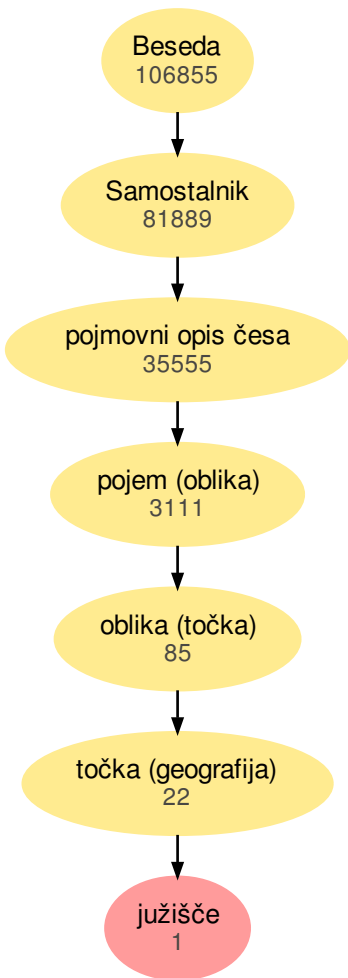 Beseda
106855
Samostalnik
81889
pojmovni opis česa
35555
pojem (oblika)
3111
oblika (točka)
85
točka (geografija)
22
južišče
1